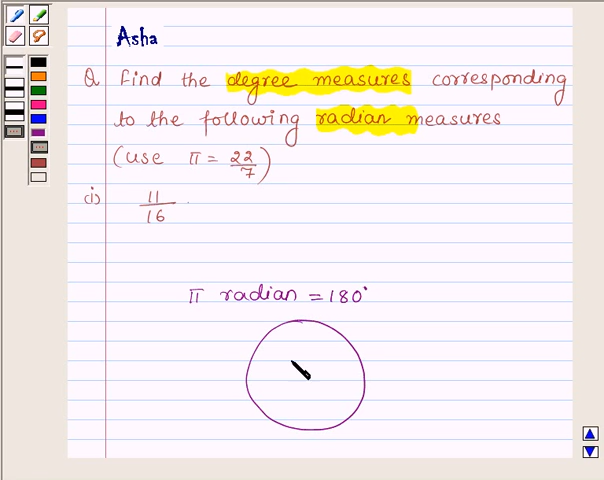 Asha
Q Find the degree measures corresponding
to the following radian measures
(use π = 22/7)
(i) 11/16
π radian = 180°